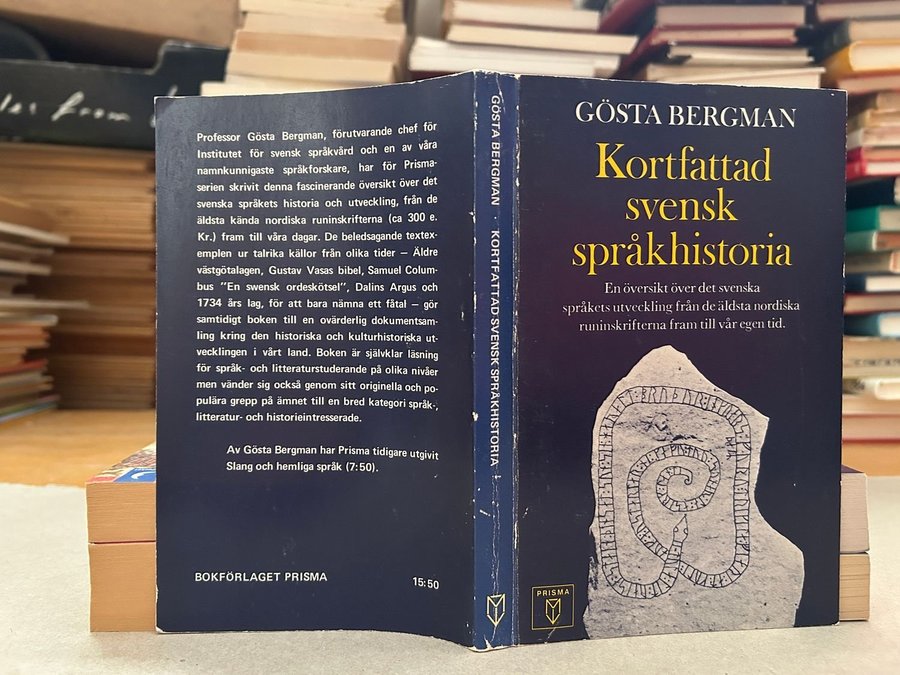 Professor Gösta Bergman, förutvarande chef för
Institutet för svensk språkvård och en av våra
namnkunnigaste språkforskare, har för Prisma-
serien skrivit denna fascinerande översikt över det
svenska språkets historia och utveckling, från de
äldsta kända nordiska runinskrifterna (ca 300 e.
Kr.) fram till våra dagar. De beledsagande textex-
emplen ur talrika källor från olika tider – Äldre
västgötalagen, Gustav Vasas bibel, Samuel Colum-
bus "En swensk ordeskötsel", Dalins Argus och
1734 års lag, för att bara nämna ett fåtal – gör
samtidigt boken till en ovärderlig dokumentsam-
ling kring den historiska och kulturhistoriska ut-
vecklingen i vårt land. Boken är självklar läsning
för språk- och litteraturstuderande på olika nivåer
men vänder sig också genom sitt originella och po-
pulära grepp på ämnet till en bred kategori språk-,
litteratur- och historieintresserade.
Av Gösta Bergman har Prisma tidigare utgivit
Slang och hemliga språk (7:50).
BOKFÖRLAGET PRISMA
15:50
GÖSTA BERGMAN · KORTFATTAD SVENSK SPRÅKHISTORIA
GÖSTA BERGMAN
Kortfattad
svensk
språkhistoria
En översikt över det svenska
språkets utveckling från de äldsta nordiska
runinskrifterna fram till vår egen tid.
PRISMA
from